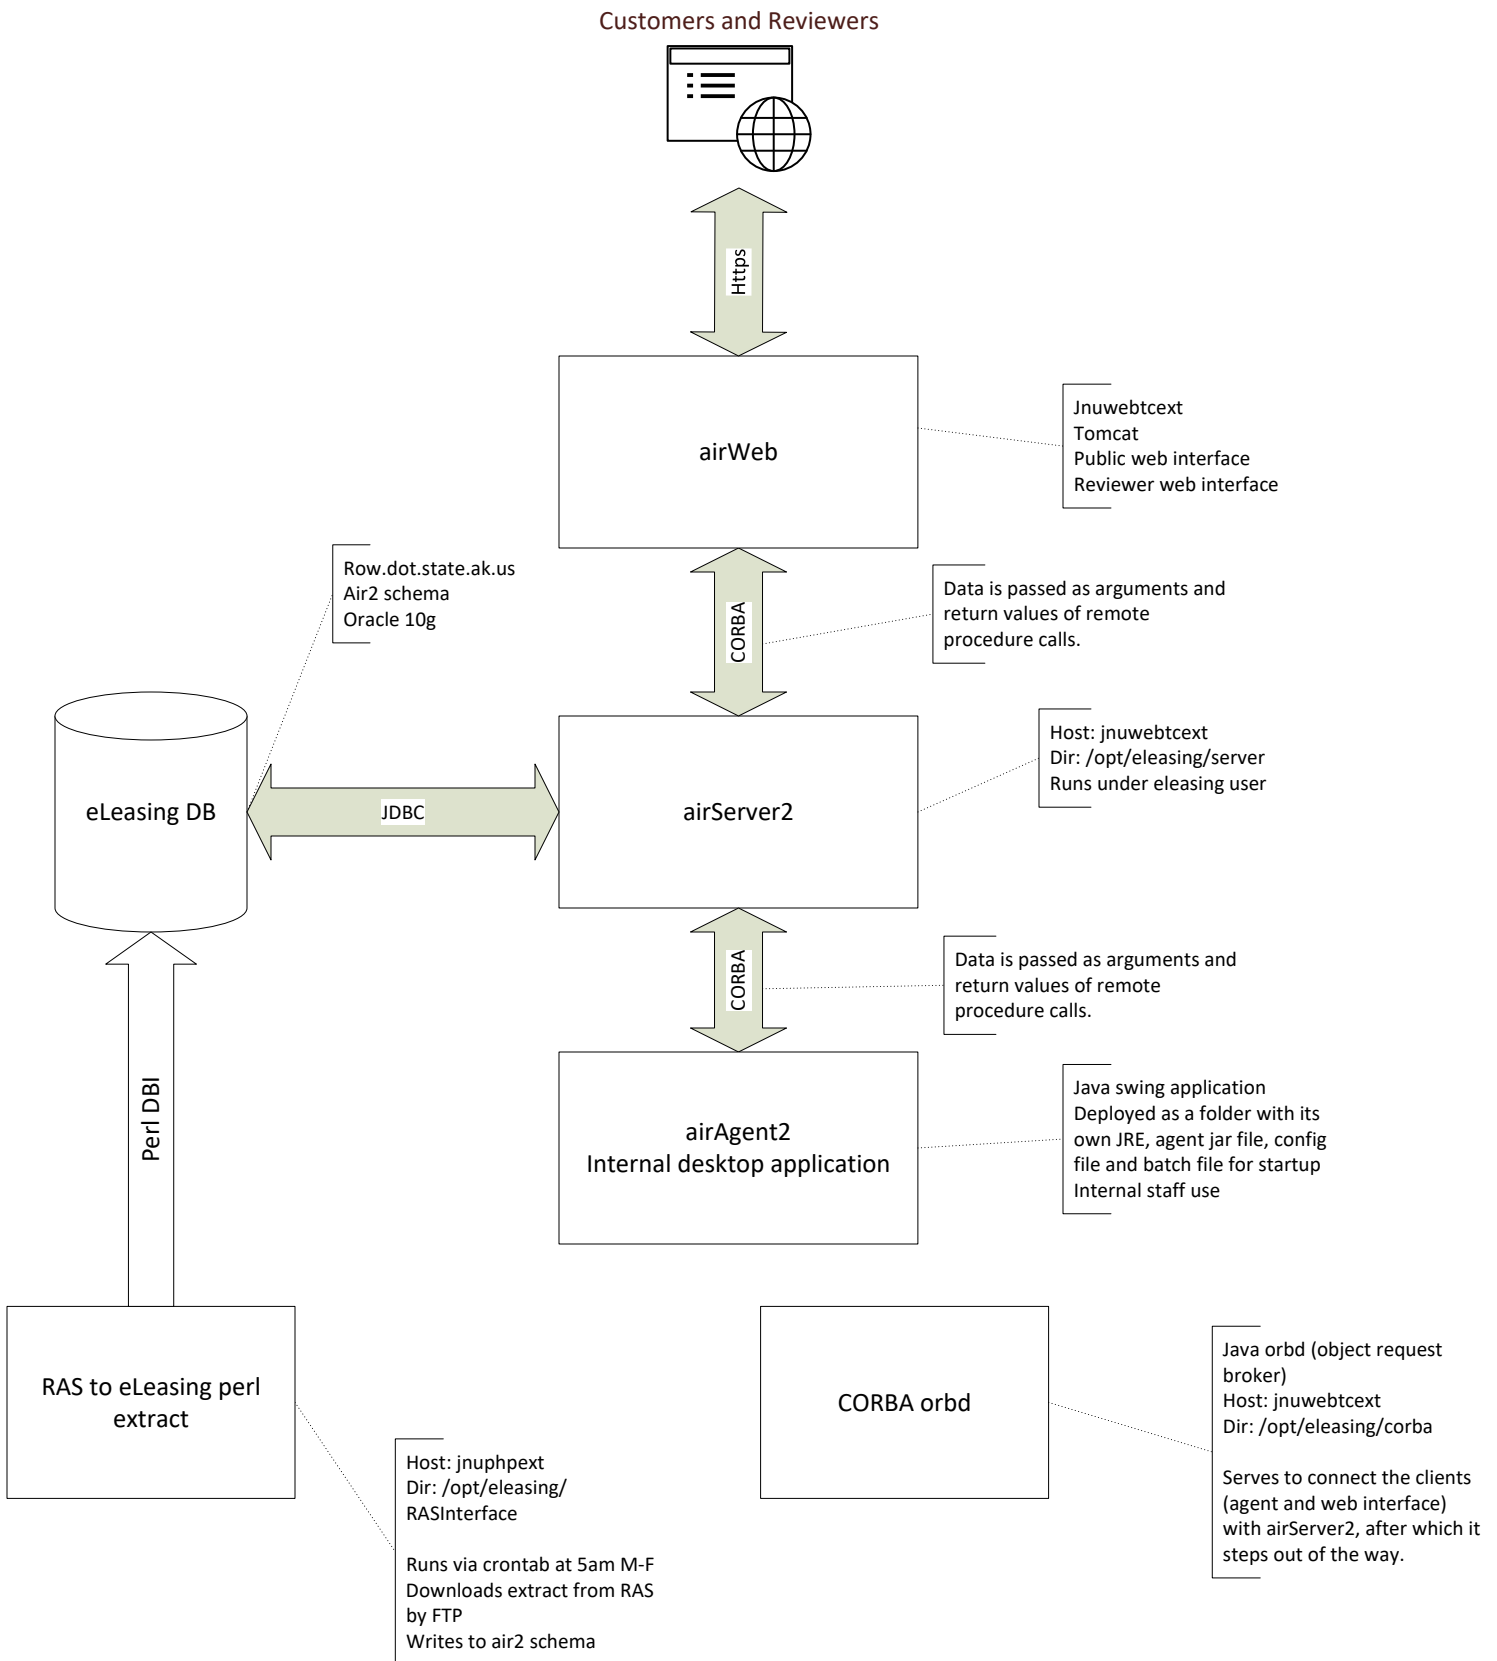 Customers and Reviewers
Https
airWeb
Jnuwebtcext
Tomcat
Public web interface
Reviewer web interface
Row.dot.state.ak.us
Air2 schema
Oracle 10g
CORBA
Data is passed as arguments and
return values of remote
procedure calls.
eLeasing DB
JDBC
airServer2
Host: jnuwebtcext
Dir: /opt/eleasing/server
Runs under eleasing user
CORBA
Data is passed as arguments and
return values of remote
procedure calls.
Perl DBI
airAgent2
Internal desktop application
Java swing application
Deployed as a folder with its
own JRE, agent jar file, config
file and batch file for startup
Internal staff use
RAS to eLeasing perl
extract
Host: jnuphpext
Dir: /opt/eleasing/
RASInterface
Runs via crontab at 5am M-F
Downloads extract from RAS
by FTP
Writes to air2 schema
CORBA orbd
Java orbd (object request
broker)
Host: jnuwebtcext
Dir: /opt/eleasing/corba
Serves to connect the clients
(agent and web interface)
with airServer2, after which it
steps out of the way.